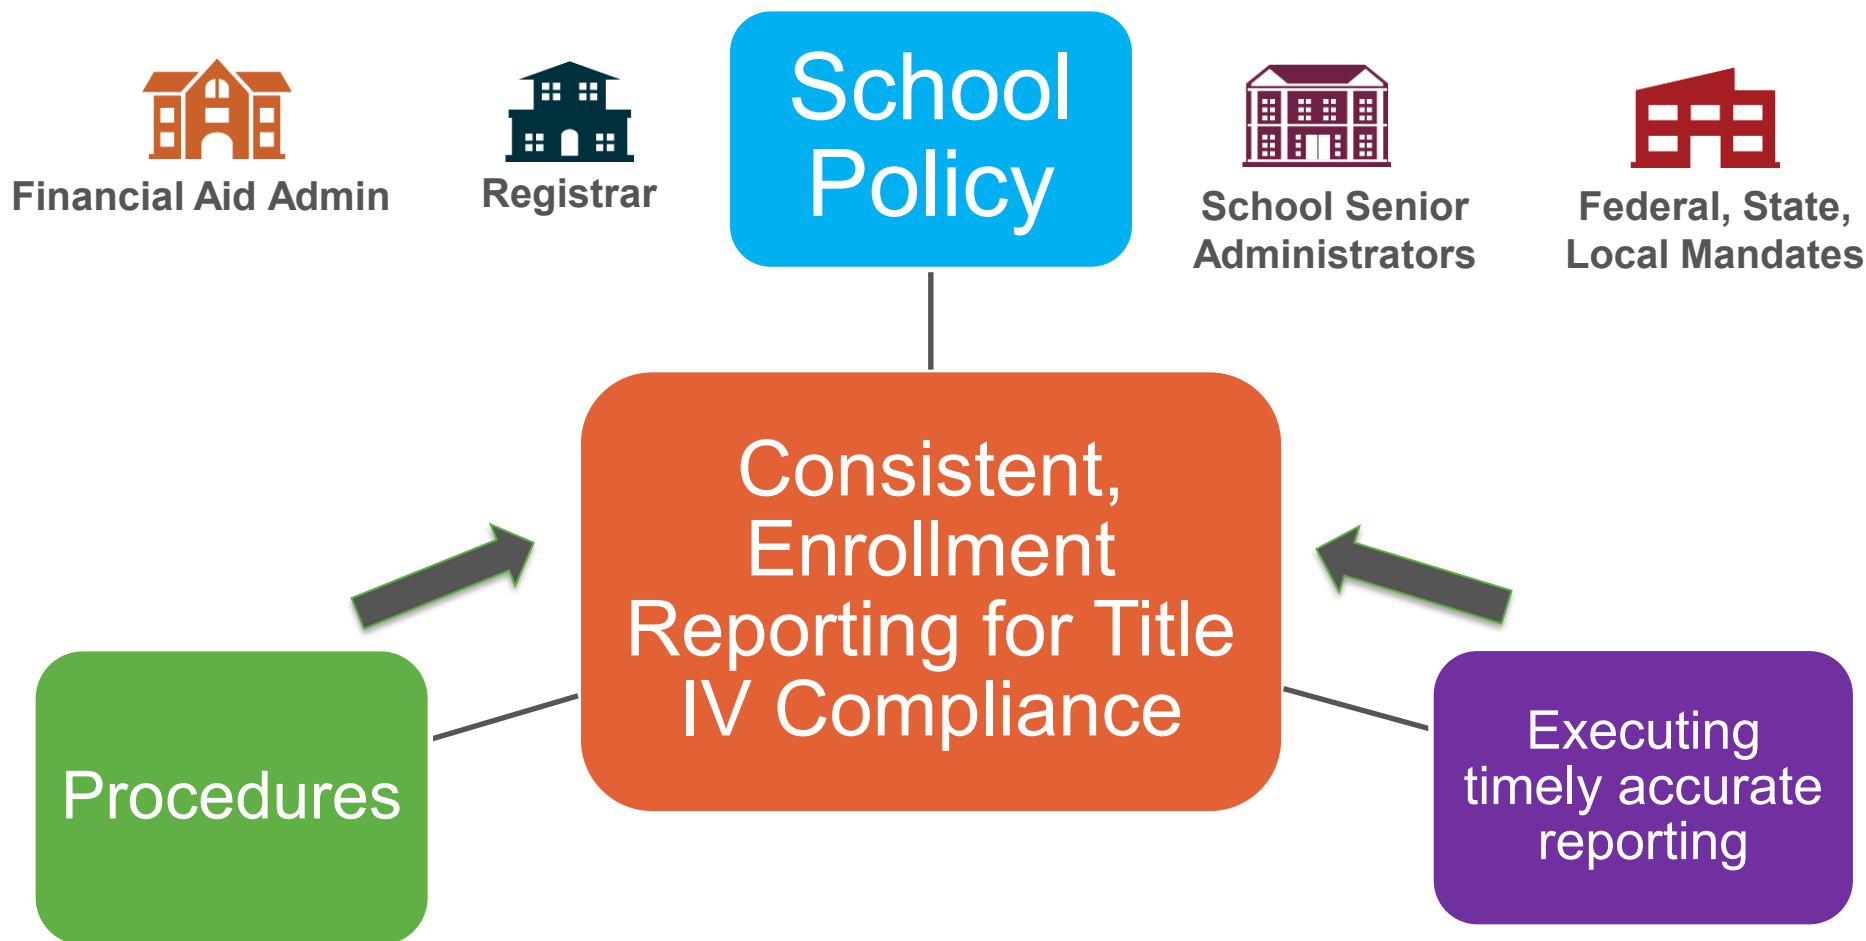 School
Policy
Financial Aid Admin
Registrar
School Senior
Administrators
Federal, State,
Local Mandates
Consistent,
Enrollment
Reporting for Title
IV Compliance
Procedures
Executing
timely accurate
reporting